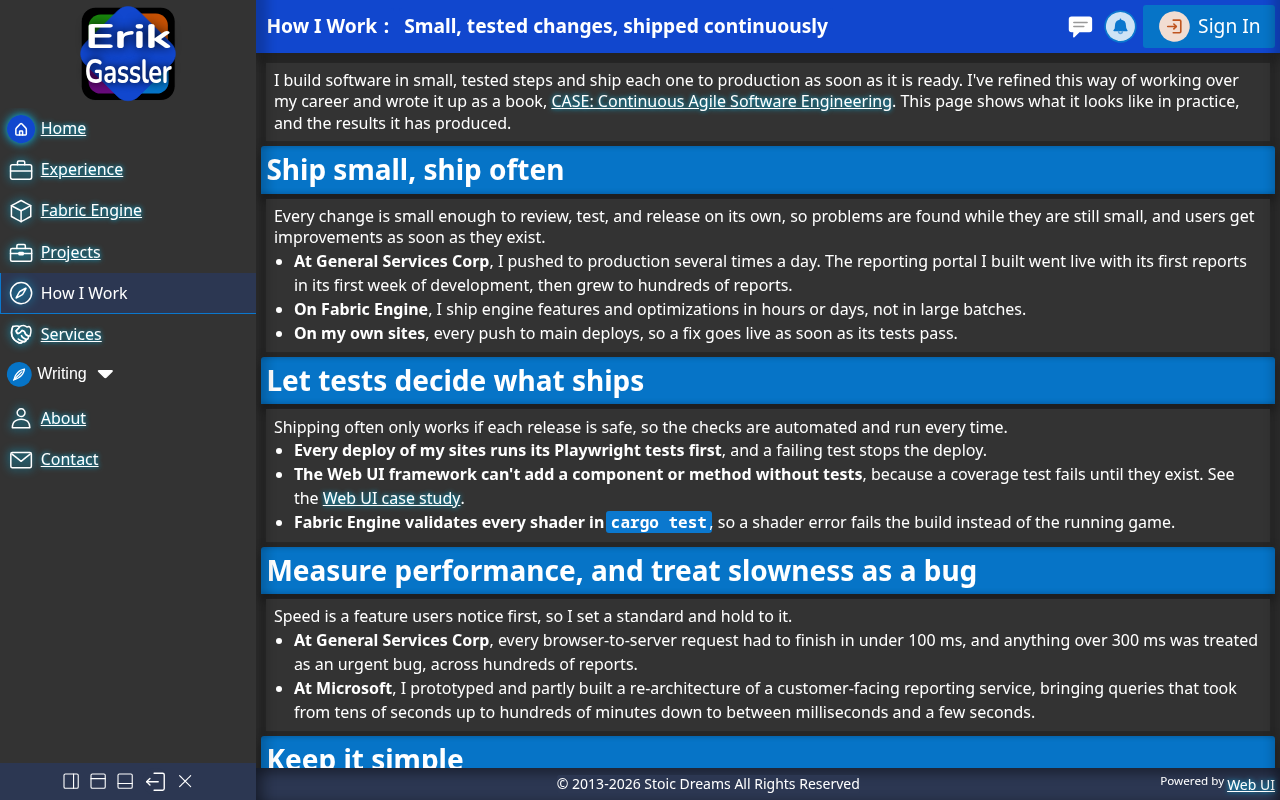 Erik
Gassler
Home
Experience
Fabric Engine
Projects
How I Work
Services
Writing
About
Contact
How I Work :   Small, tested changes, shipped continuously
Sign In
I build software in small, tested steps and ship each one to production as soon as it is ready. I've refined this way of working over
my career and wrote it up as a book, CASE: Continuous Agile Software Engineering. This page shows what it looks like in practice,
and the results it has produced.
Ship small, ship often
Every change is small enough to review, test, and release on its own, so problems are found while they are still small, and users get
improvements as soon as they exist.
• At General Services Corp, I pushed to production several times a day. The reporting portal I built went live with its first reports
in its first week of development, then grew to hundreds of reports.
• On Fabric Engine, I ship engine features and optimizations in hours or days, not in large batches.
• On my own sites, every push to main deploys, so a fix goes live as soon as its tests pass.
Let tests decide what ships
Shipping often only works if each release is safe, so the checks are automated and run every time.
• Every deploy of my sites runs its Playwright tests first, and a failing test stops the deploy.
• The Web UI framework can't add a component or method without tests, because a coverage test fails until they exist. See
the Web UI case study.
• Fabric Engine validates every shader in cargo test, so a shader error fails the build instead of the running game.
Measure performance, and treat slowness as a bug
Speed is a feature users notice first, so I set a standard and hold to it.
• At General Services Corp, every browser-to-server request had to finish in under 100 ms, and anything over 300 ms was treated
as an urgent bug, across hundreds of reports.
• At Microsoft, I prototyped and partly built a re-architecture of a customer-facing reporting service, bringing queries that took
from tens of seconds up to hundreds of minutes down to between milliseconds and a few seconds.
Keep it simple
© 2013-2026 Stoic Dreams All Rights Reserved
Powered by Web UI